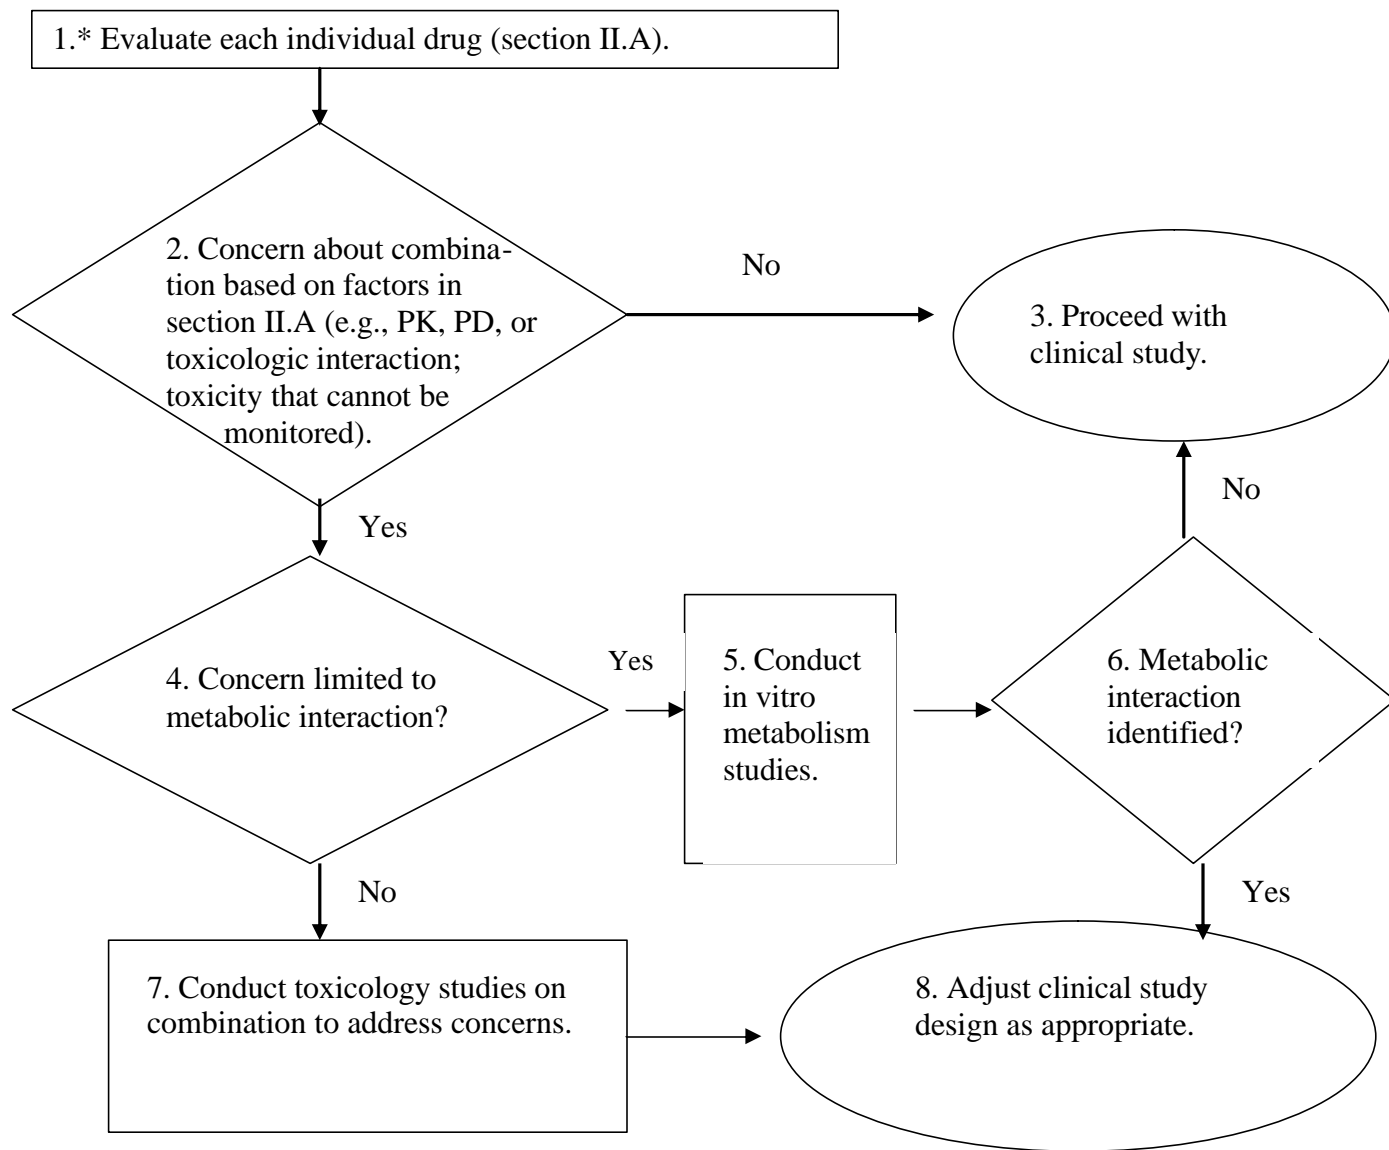 1.* Evaluate each individual drug (section II.A).
2. Concern about combina-
tion based on factors in
section II.A (e.g., PK, PD, or
toxicologic interaction;
toxicity that cannot be
monitored).
No
3. Proceed with
clinical study.
Yes
No
4. Concern limited to
metabolic interaction?
Yes
5. Conduct
in vitro
metabolism
studies.
6. Metabolic
interaction
identified?
No
Yes
7. Conduct toxicology studies on
combination to address concerns.
8. Adjust clinical study
design as appropriate.